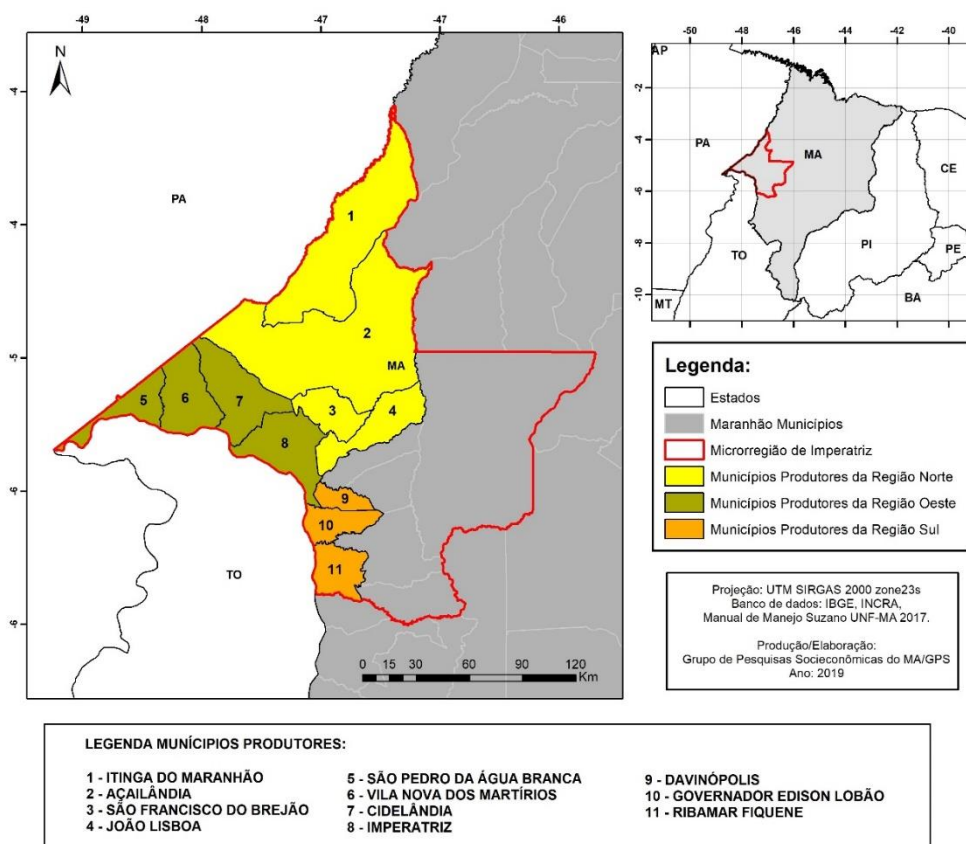 -49 -48 -47 -47 -46
N
-4
-4
-5
-6
-6
PA
MA
TO
1
2
3
4
5
6
7
8
9
10
11
0 15 30 60 90 120
Km
-50 -48 -46 -44 -42 -40
-2
-4
-6
-8
-10
AP
PA
MA
CE
TO
PI
PE
MT
BA
Legenda:
Estados
Maranhão Municípios
Microrregião de Imperatriz
Municípios Produtores da Região Norte
Municípios Produtores da Região Oeste
Municípios Produtores da Região Sul
Projeção: UTM SIRGAS 2000 zone23s
Banco de dados: IBGE, INCRA,
Manual de Manejo Suzano UNF-MA 2017.
Produção/Elaboração:
Grupo de Pesquisas Socieconômicas do MA/GPS
Ano: 2019
LEGENDA MUNÍCIPIOS PRODUTORES:
1 - ITINGA DO MARANHÃO
2 - AÇAILÂNDIA
3 - SÃO FRANCISCO DO BREJÃO
4 - JOÃO LISBOA
5 - SÃO PEDRO DA ÁGUA BRANCA
6 - VILA NOVA DOS MARTÍRIOS
7 - CIDELÂNDIA
8 - IMPERATRIZ
9 - DAVINÓPOLIS
10 - GOVERNADOR EDISON LOBÃO
11 - RIBAMAR FIQUENE